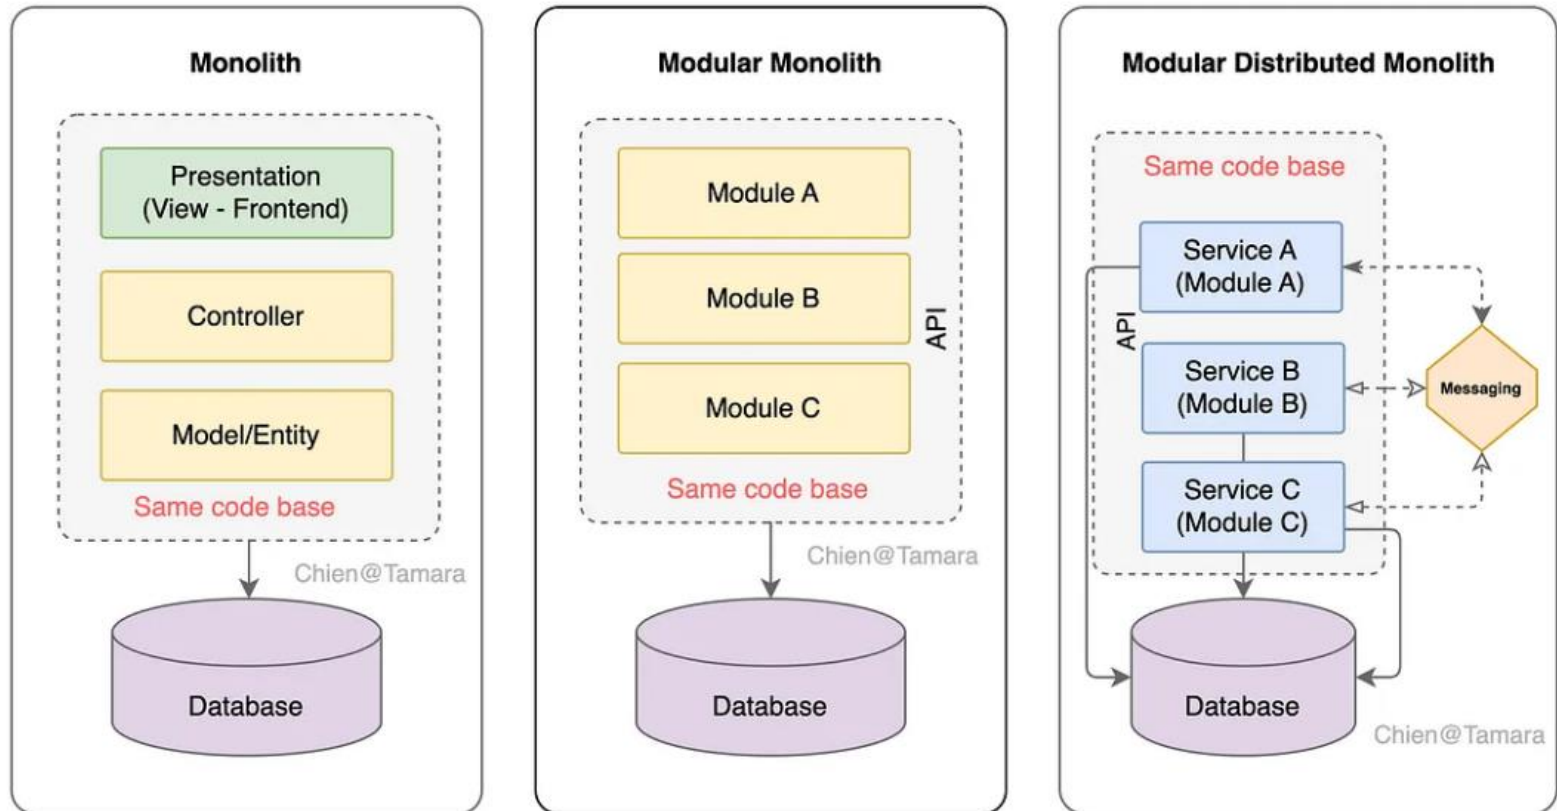 Monolith
Presentation
(View - Frontend)
Controller
Model/Entity
Same code base
Chien@Tamara
Database
Modular Monolith
Module A
Module B
Module C
API
Same code base
Chien@Tamara
Database
Modular Distributed Monolith
Same code base
Service A
(Module A)
API
Service B
(Module B)
Messaging
Service C
(Module C)
Database
Chien@Tamara